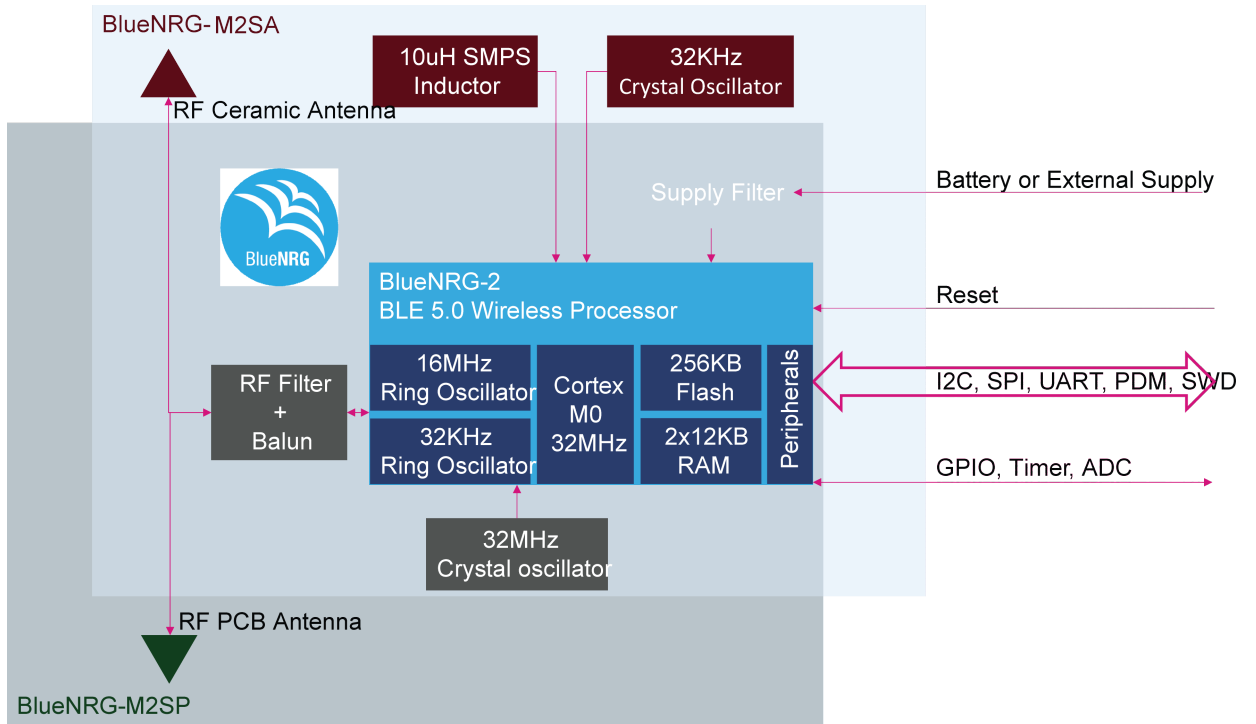 BlueNRG-M2SA
10uH SMPS
Inductor
32KHz
Crystal Oscillator
RF Ceramic Antenna
Supply Filter
Battery or External Supply
BlueNRG
BlueNRG-2
BLE 5.0 Wireless Processor
Reset
16MHz
Ring Oscillator
32KHz
Ring Oscillator
Cortex
M0
32MHz
256KB
Flash
2x12KB
RAM
Peripherals
I2C, SPI, UART, PDM, SWD
RF Filter
+
Balun
GPIO, Timer, ADC
32MHz
Crystal oscillator
RF PCB Antenna
BlueNRG-M2SP